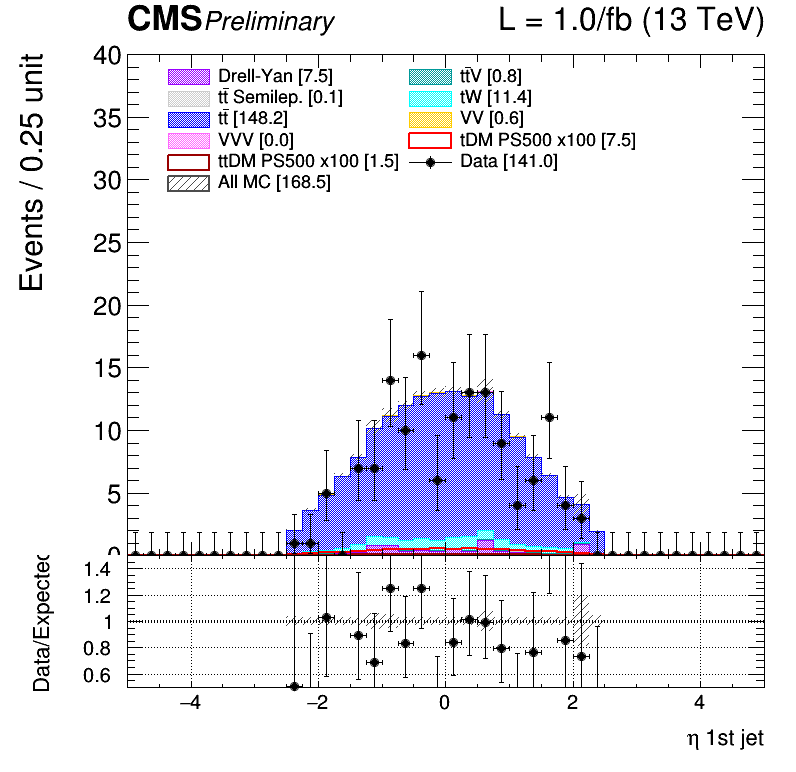 CMS Preliminary L = 1.0/fb (13 TeV)
Events / 0.25 unit
40
35
30
25
20
15
10
5
0
Drell-Yan [7.5]
tt̄ Semilep. [0.1]
tt̄ [148.2]
VVV [0.0]
ttDM PS500 x100 [1.5]
All MC [168.5]
tt̄V [0.8]
tW [11.4]
VV [0.6]
tDM PS500 x100 [7.5]
Data [141.0]
Data/Expected
1.4
1.2
1
0.8
0.6
−4 −2 0 2 4
η 1st jet